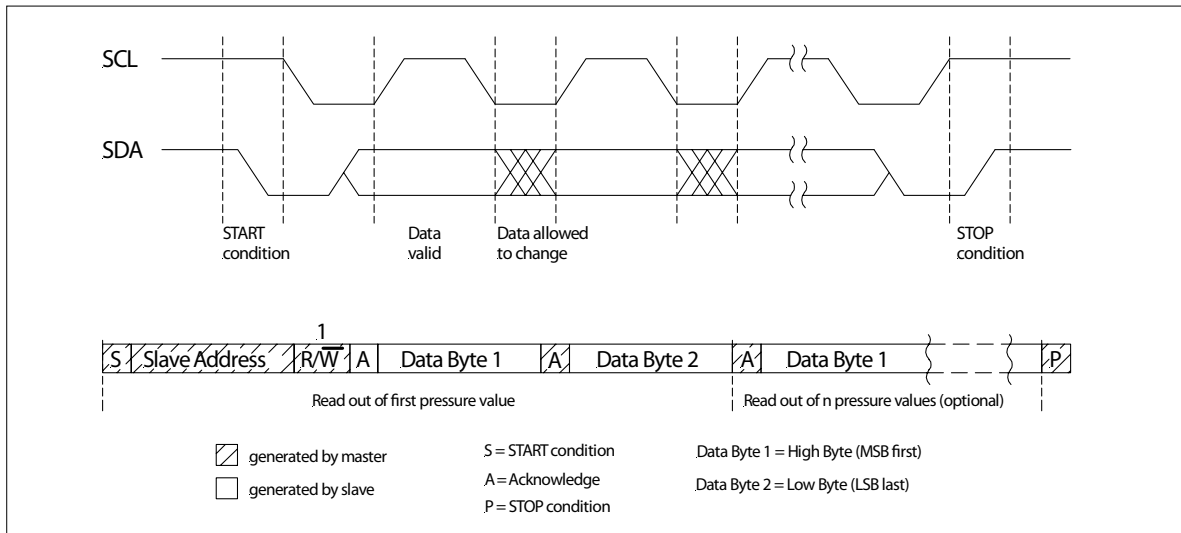 SCL
SDA
START
condition
Data
valid
Data allowed
to change
STOP
condition
1
S Slave Address R/W̅ A Data Byte 1 A Data Byte 2 A Data Byte 1 P
Read out of first pressure value
Read out of n pressure values (optional)
generated by master
generated by slave
S = START condition
A = Acknowledge
P = STOP condition
Data Byte 1 = High Byte (MSB first)
Data Byte 2 = Low Byte (LSB last)